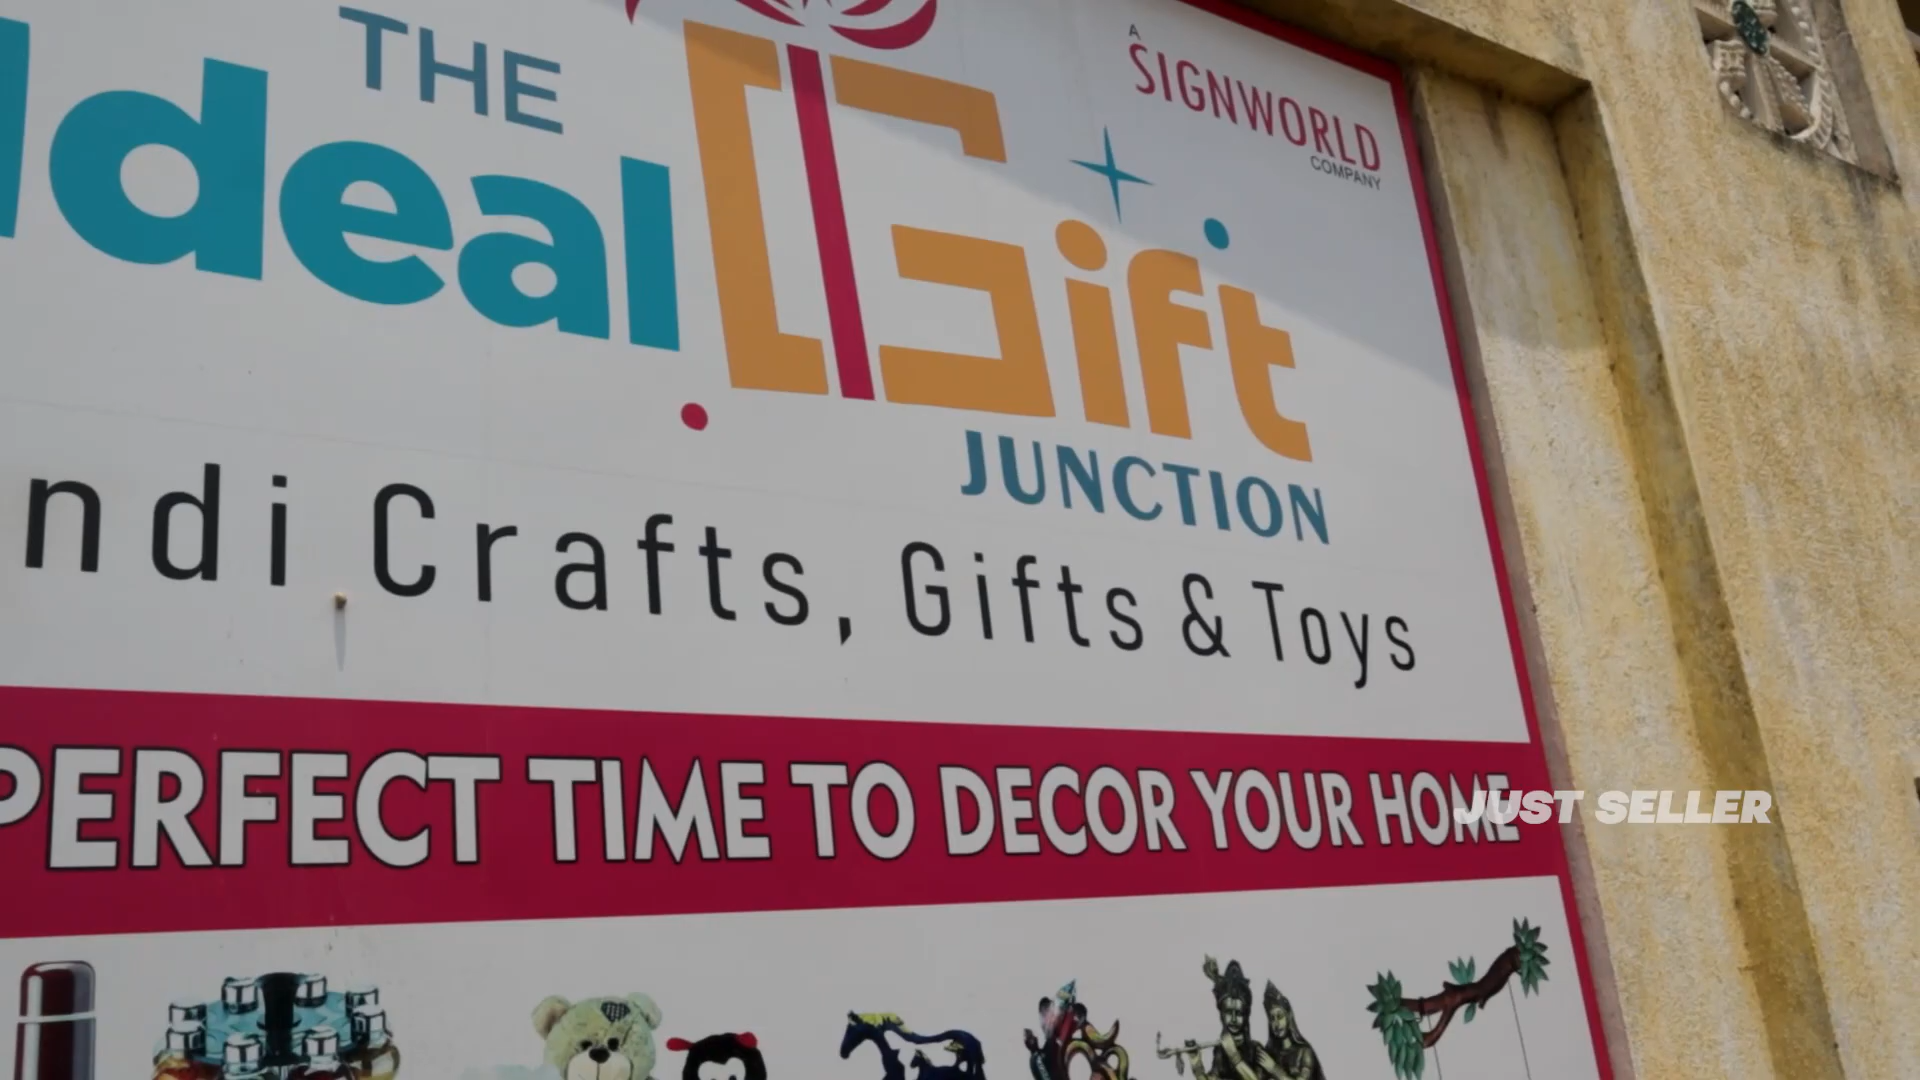 THE
A
SIGNWORLD
COMPANY
Ideal Gift
JUNCTION
ndi Crafts, Gifts & Toys
PERFECT TIME TO DECOR YOUR HOME
JUST SELLER